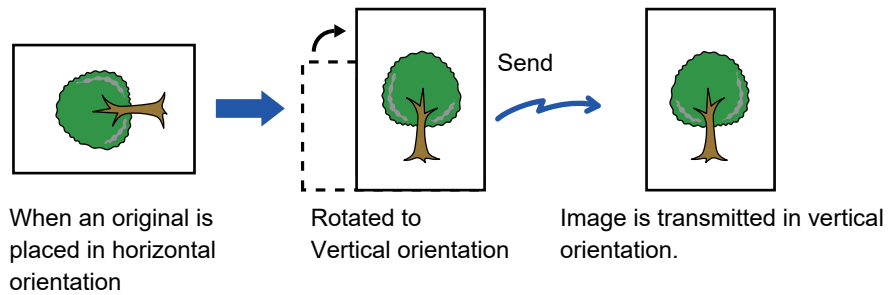 Send
When an original is
placed in horizontal
orientation
Rotated to
Vertical orientation
Image is transmitted in vertical
orientation.